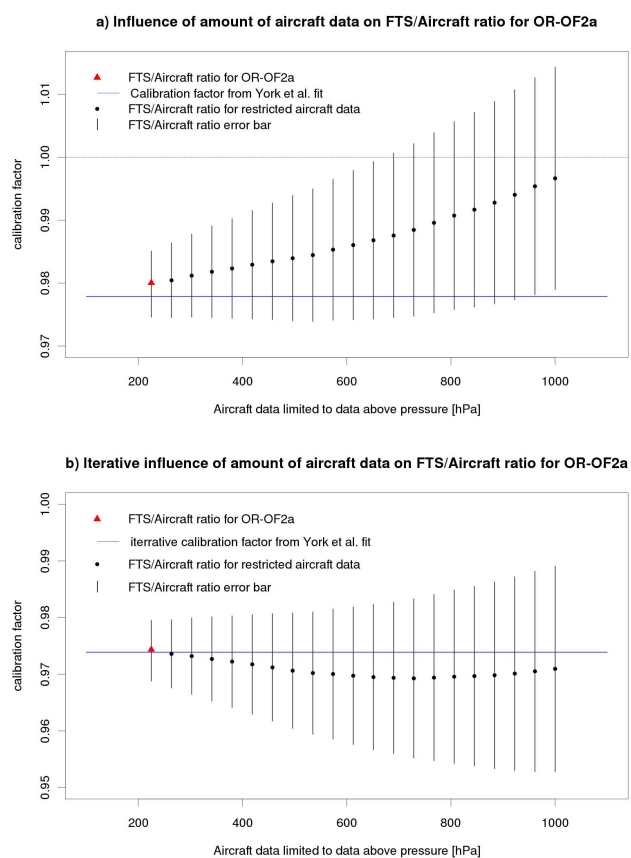 a) Influence of amount of aircraft data on FTS/Aircraft ratio for OR-OF2a
FTS/Aircraft ratio for OR-OF2a
Calibration factor from York et al. fit
FTS/Aircraft ratio for restricted aircraft data
FTS/Aircraft ratio error bar
calibration factor
1.01
1.00
0.99
0.98
0.97
200 400 600 800 1000
Aircraft data limited to data above pressure [hPa]
b) Iterative influence of amount of aircraft data on FTS/Aircraft ratio for OR-OF2a
FTS/Aircraft ratio for OR-OF2a
iterrative calibration factor from York et al. fit
FTS/Aircraft ratio for restricted aircraft data
FTS/Aircraft ratio error bar
calibration factor
1.00
0.99
0.98
0.97
0.96
0.95
200 400 600 800 1000
Aircraft data limited to data above pressure [hPa]